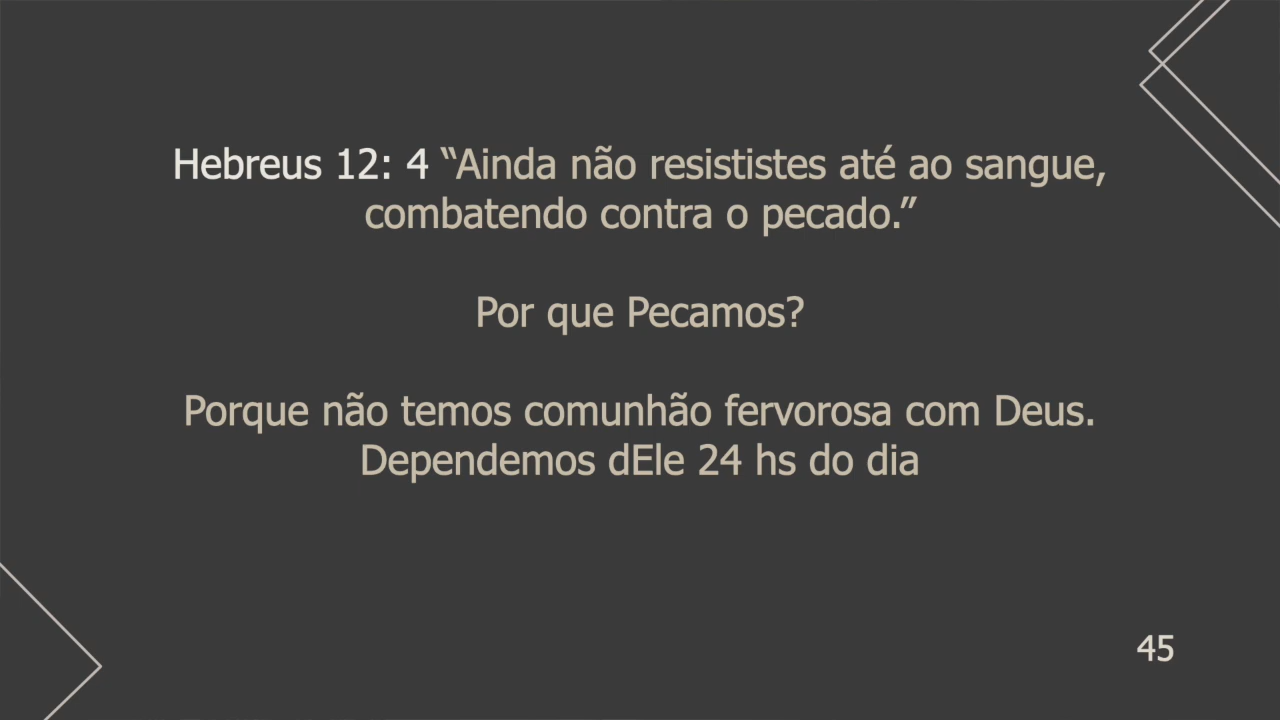 Hebreus 12: 4 “Ainda não resististes até ao sangue,
combatendo contra o pecado.”
Por que Pecamos?
Porque não temos comunhão fervorosa com Deus.
Dependemos dEle 24 hs do dia
45